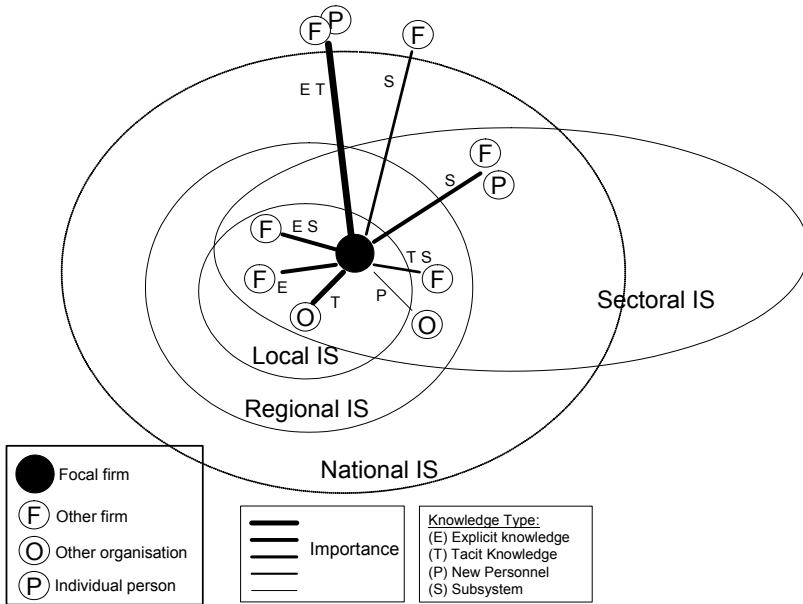 P
F
F
E T
S
F
S
P
F
E S
T S
F
F
E
T
P
O
O
Sectoral IS
Local IS
Regional IS
National IS
Focal firm
F Other firm
O Other organisation
P Individual person
Importance
Knowledge Type:
(E) Explicit knowledge
(T) Tacit Knowledge
(P) New Personnel
(S) Subsystem